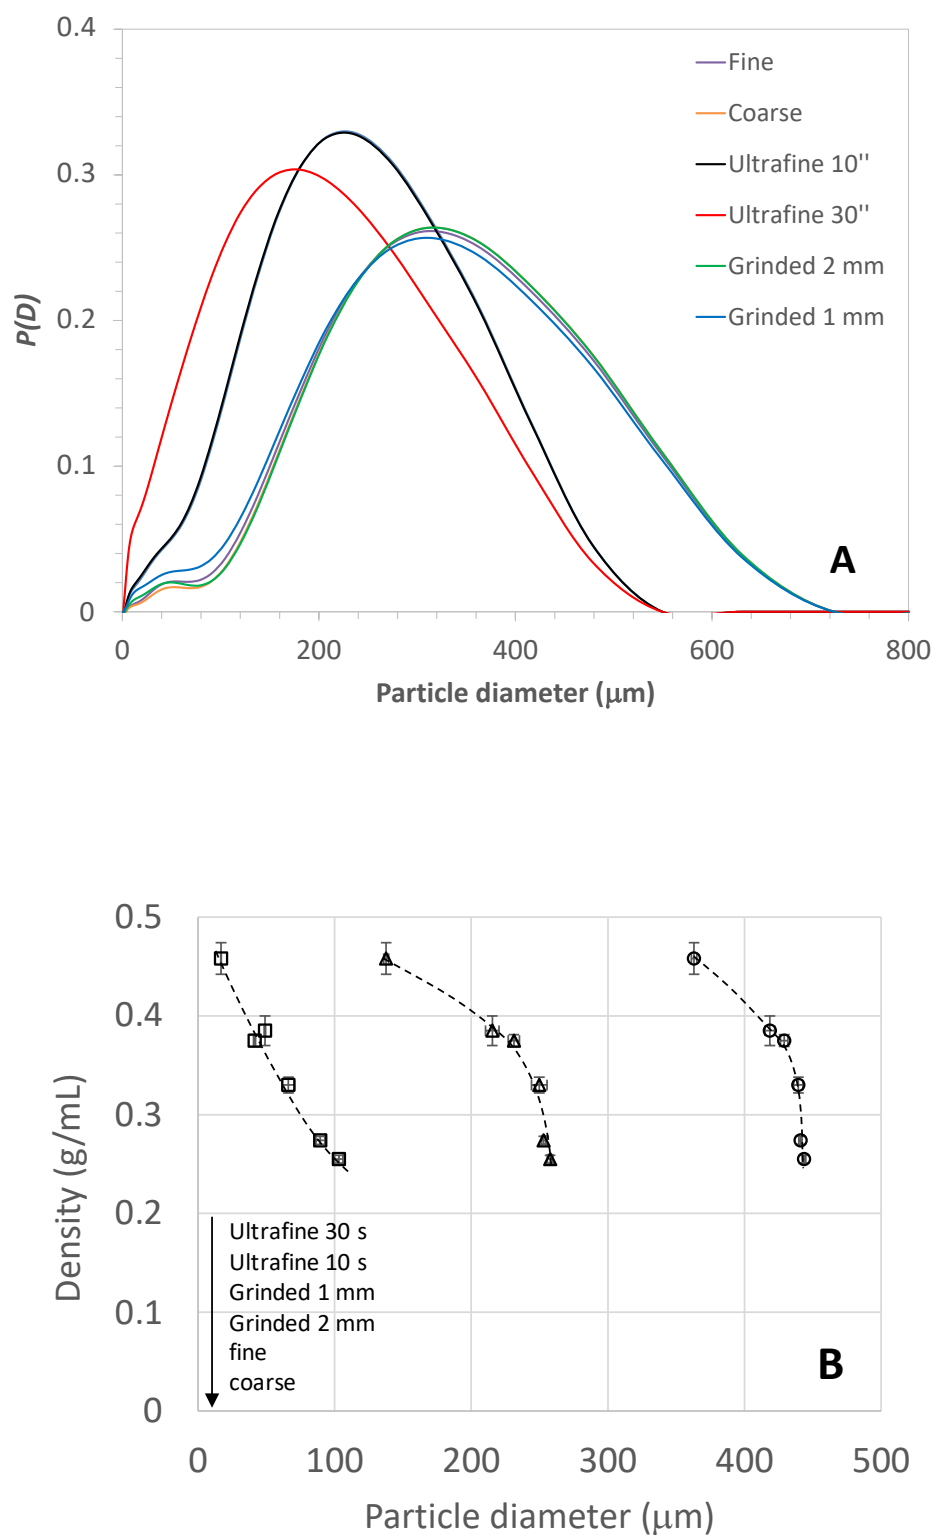 0.4
Fine
Coarse
Ultrafine 10''
Ultrafine 30''
Grinded 2 mm
Grinded 1 mm
0.3
0.2
0.1
0
P(D)
A
0 200 400 600 800
Particle diameter (μm)
0.5
0.4
0.3
0.2
0.1
0
Density (g/mL)
Ultrafine 30 s
Ultrafine 10 s
Grinded 1 mm
Grinded 2 mm
fine
coarse
B
0 100 200 300 400 500
Particle diameter (μm)